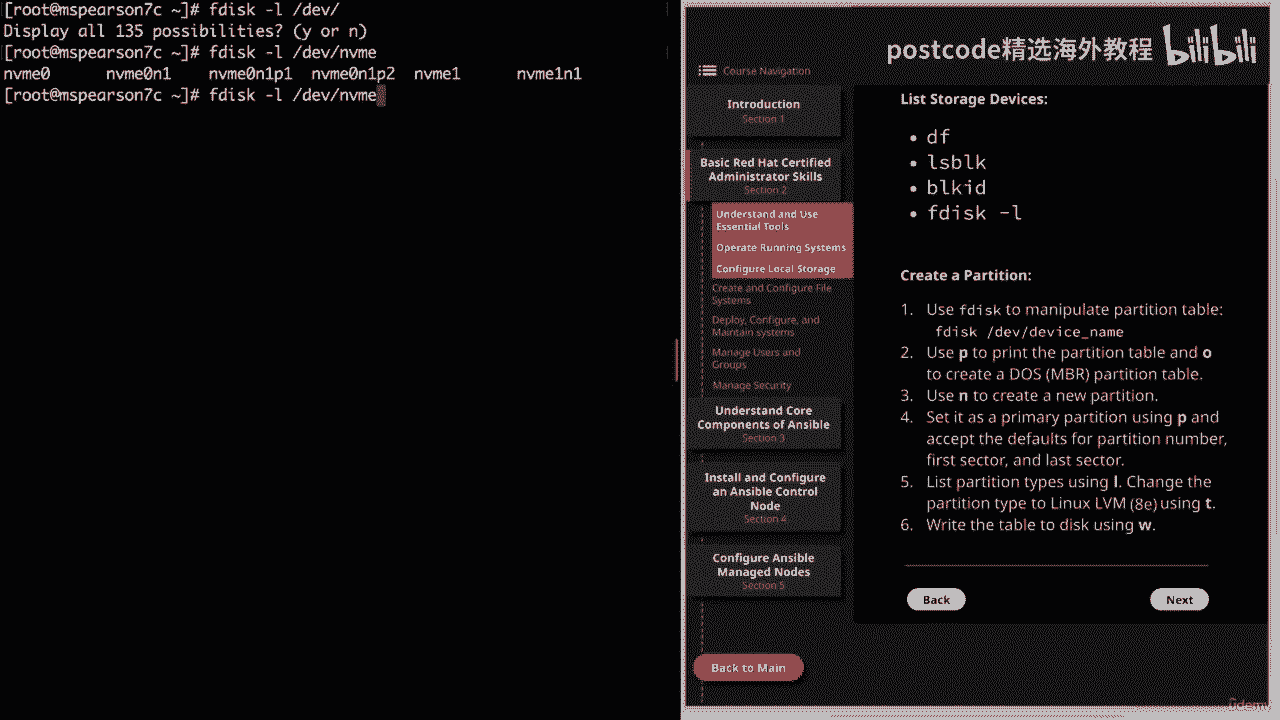 [root@mspearson7c ~]# fdisk -l /dev/
Display all 135 possibilities? (y or n)
[root@mspearson7c ~]# fdisk -l /dev/nvme
nvme0 nvme0n1 nvme0n1p1 nvme0n1p2 nvme1 nvme1n1
[root@mspearson7c ~]# fdisk -l /dev/nvme
postcode精选海外教程 bilibili
Course Navigation
Introduction
Section 1
Basic Red Hat Certified
Administrator Skills
Section 2
Understand and Use
Essential Tools
Operate Running Systems
Configure Local Storage
Create and Configure File
Systems
Deploy, Configure, and
Maintain systems
Manage Users and
Groups
Manage Security
Understand Core
Components of Ansible
Section 3
Install and Configure
an Ansible Control
Node
Section 4
Configure Ansible
Managed Nodes
Section 5
Back to Main
List Storage Devices:
• df
• lsblk
• blkid
• fdisk -l
Create a Partition:
1. Use fdisk to manipulate partition table:
fdisk /dev/device_name
2. Use p to print the partition table and o
to create a DOS (MBR) partition table.
3. Use n to create a new partition.
4. Set it as a primary partition using p and
accept the defaults for partition number,
first sector, and last sector.
5. List partition types using l. Change the
partition type to Linux LVM (8e) using t.
6. Write the table to disk using w.
Back
Next
ûdemy